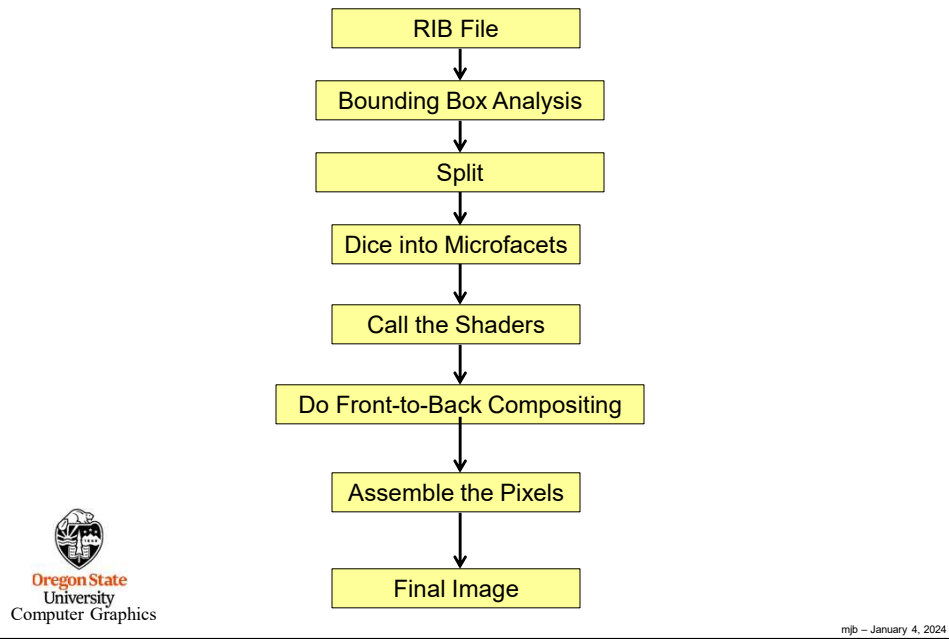 RIB File
Bounding Box Analysis
Split
Dice into Microfacets
Call the Shaders
Do Front-to-Back Compositing
Assemble the Pixels
Final Image
Oregon State
University
Computer Graphics
mjb – January 4, 2024